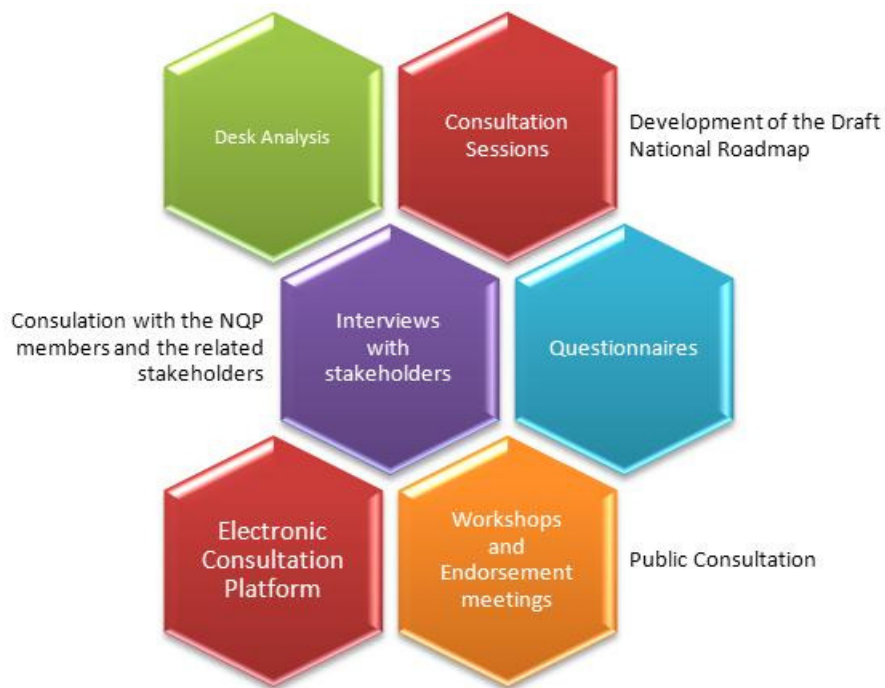 Desk Analysis
Consultation
Sessions
Development of the Draft
National Roadmap
Consulation with the NQP
members and the related
stakeholders
Interviews
with
stakeholders
Questionnaires
Electronic
Consultation
Platform
Workshops
and
Endorsement
meetings
Public Consultation